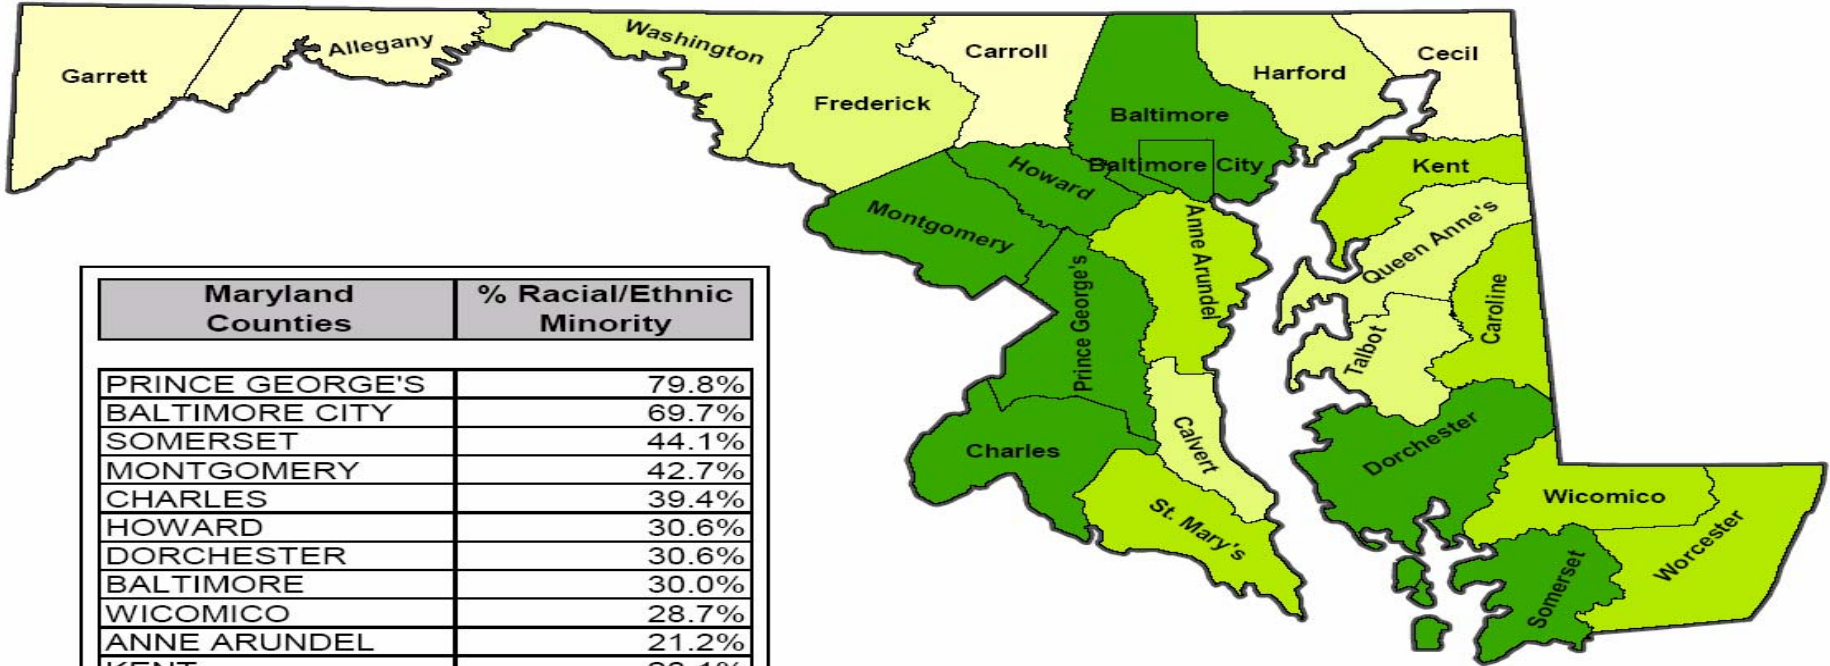 Garrett
Allegany
Washington
Frederick
Carroll
Baltimore
Baltimore City
Harford
Cecil
Howard
Montgomery
Kent
Queen Anne's
Anne Arundel
Prince George's
Caroline
Talbot
Calvert
Charles
St. Mary's
Dorchester
Wicomico
Worcester
Somerset
Maryland Counties % Racial/Ethnic Minority
PRINCE GEORGE'S 79.8%
BALTIMORE CITY 69.7%
SOMERSET 44.1%
MONTGOMERY 42.7%
CHARLES 39.4%
HOWARD 30.6%
DORCHESTER 30.6%
BALTIMORE 30.0%
WICOMICO 28.7%
ANNE ARUNDEL 21.2%